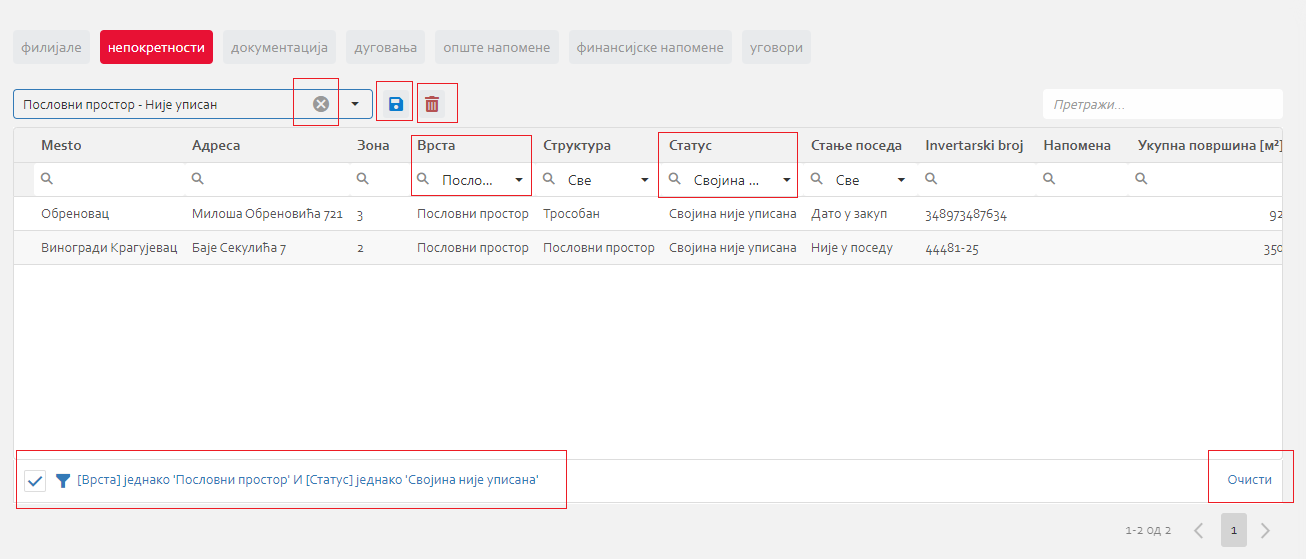 филијале непокретности документација дуговања опште напомене финансијске напомене уговори
Пословни простор - Није уписан Претражи...
Mesto Адреса Зона Врста Структура Статус Стање поседа Invertarski broj Напомена Укупна површина [м²]
Посло... Све Својина ... Све
Обреновац Милоша Обреновића 721 3 Пословни простор Трособан Својина није уписана Дато у закуп 348973487634 92
Виногради Крагујевац Баје Секулића 7 2 Пословни простор Пословни простор Својина није уписана Није у поседу 44481-25 350
[Врста] једнако 'Пословни простор' И [Статус] једнако 'Својина није уписана' Очисти
1-2 од 2 1